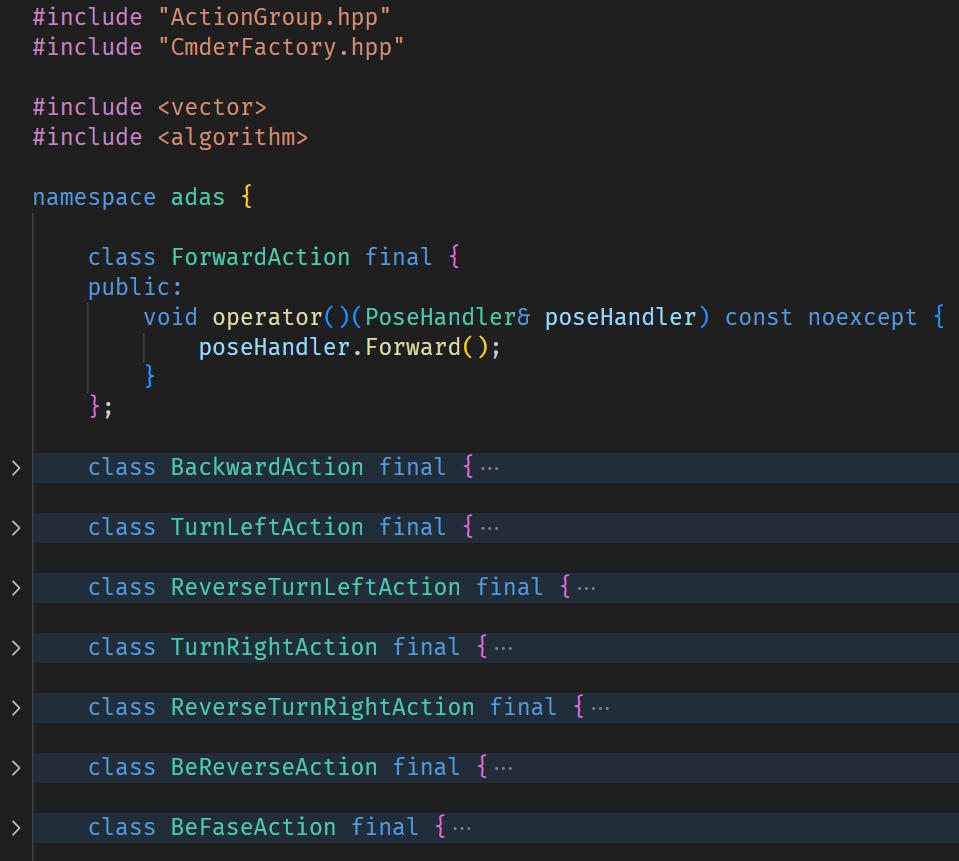 #include "ActionGroup.hpp"
#include "CmderFactory.hpp"
#include <vector>
#include <algorithm>
namespace adas {
class ForwardAction final {
public:
void operator()(PoseHandler& poseHandler) const noexcept {
poseHandler.Forward();
}
};
class BackwardAction final {···
class TurnLeftAction final {···
class ReverseTurnLeftAction final {···
class TurnRightAction final {···
class ReverseTurnRightAction final {···
class BeReverseAction final {···
class BeFaseAction final {···